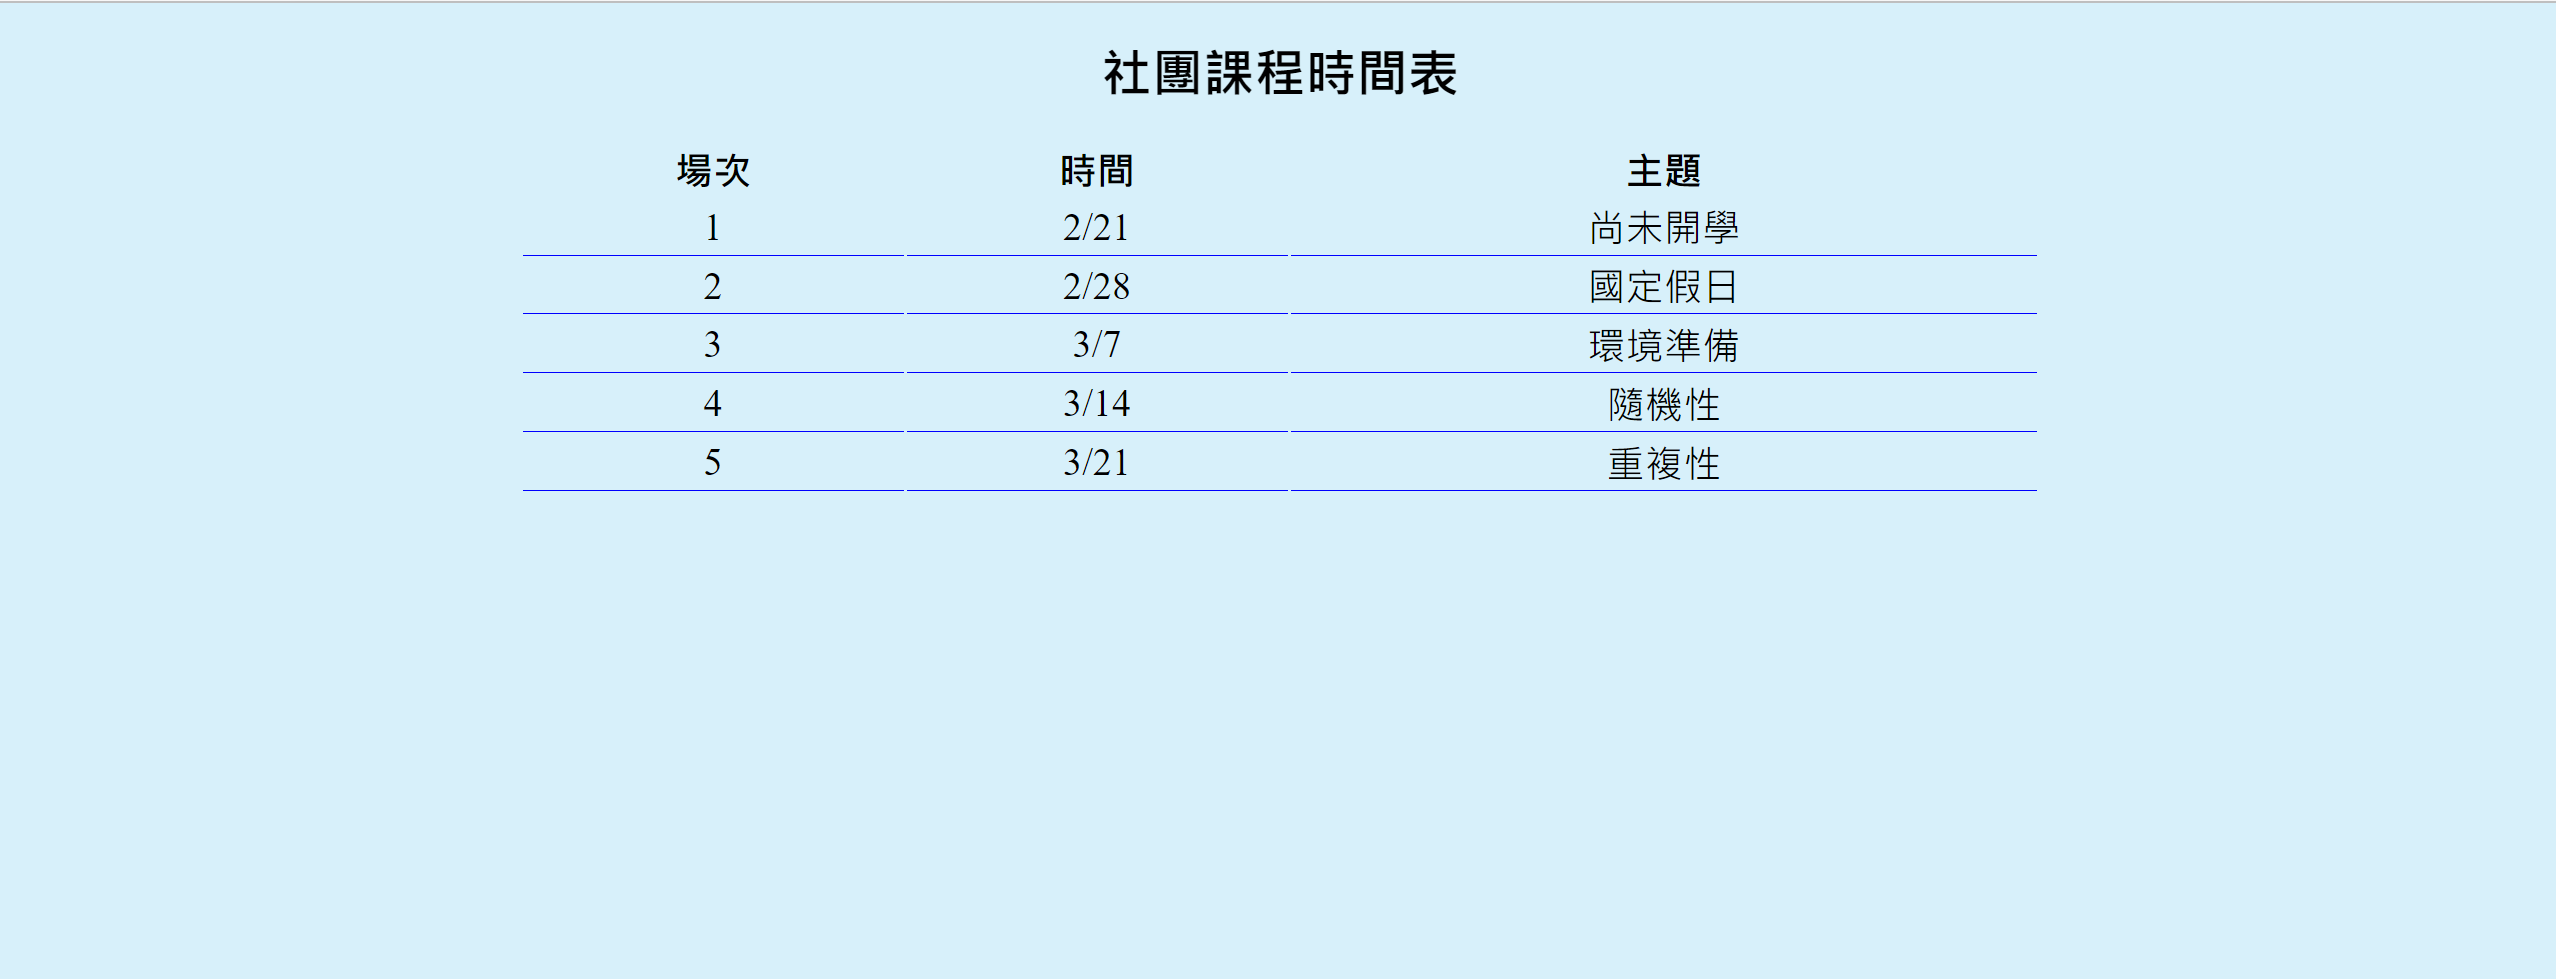 社團課程時間表
場次 時間 主題
1 2/21 尚未開學
2 2/28 國定假日
3 3/7 環境準備
4 3/14 隨機性
5 3/21 重複性